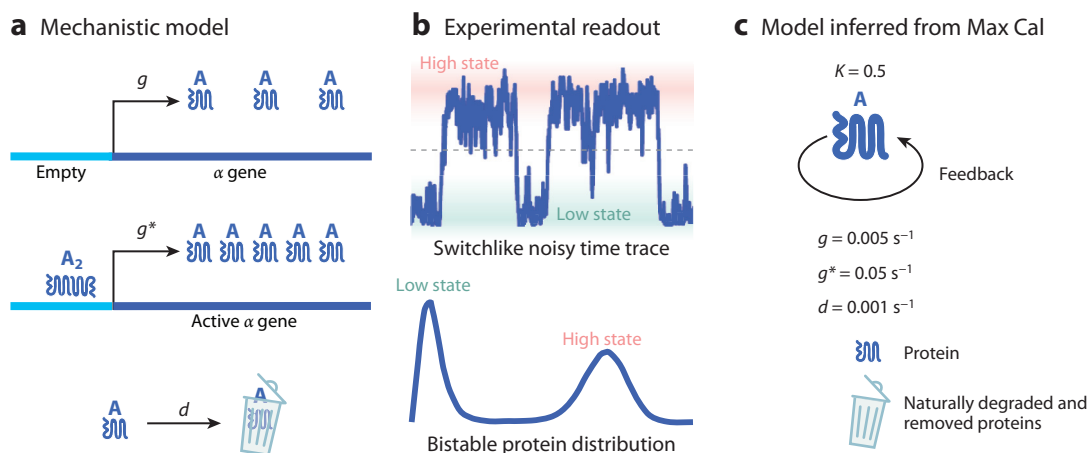 a Mechanistic model
g
A A A
Empty
α gene
g*
A A A A A
A₂
Active α gene
A
d
A
b Experimental readout
High state
Low state
Switchlike noisy time trace
Low state
High state
Bistable protein distribution
c Model inferred from Max Cal
K = 0.5
A
Feedback
g = 0.005 s⁻¹
g* = 0.05 s⁻¹
d = 0.001 s⁻¹
Protein
Naturally degraded and
removed proteins